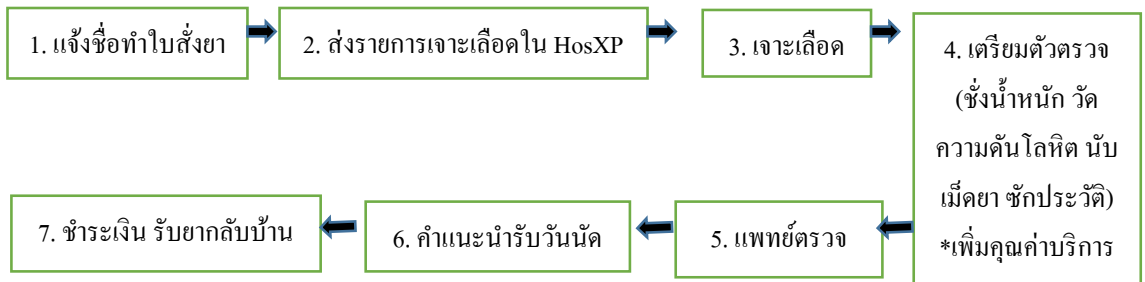 1. แจ้งชื่อทำใบสั่งยา
2. ส่งรายการเจาะเลือดใน HosXP
3. เจาะเลือด
4. เตรียมตัวตรวจ
(ชั่งน้ำหนัก วัด
ความดันโลหิต นับ
เม็ดยา ซักประวัติ)
*เพิ่มคุณค่าบริการ
5. แพทย์ตรวจ
6. คำแนะนำรับวันนัด
7. ชำระเงิน รับยากลับบ้าน